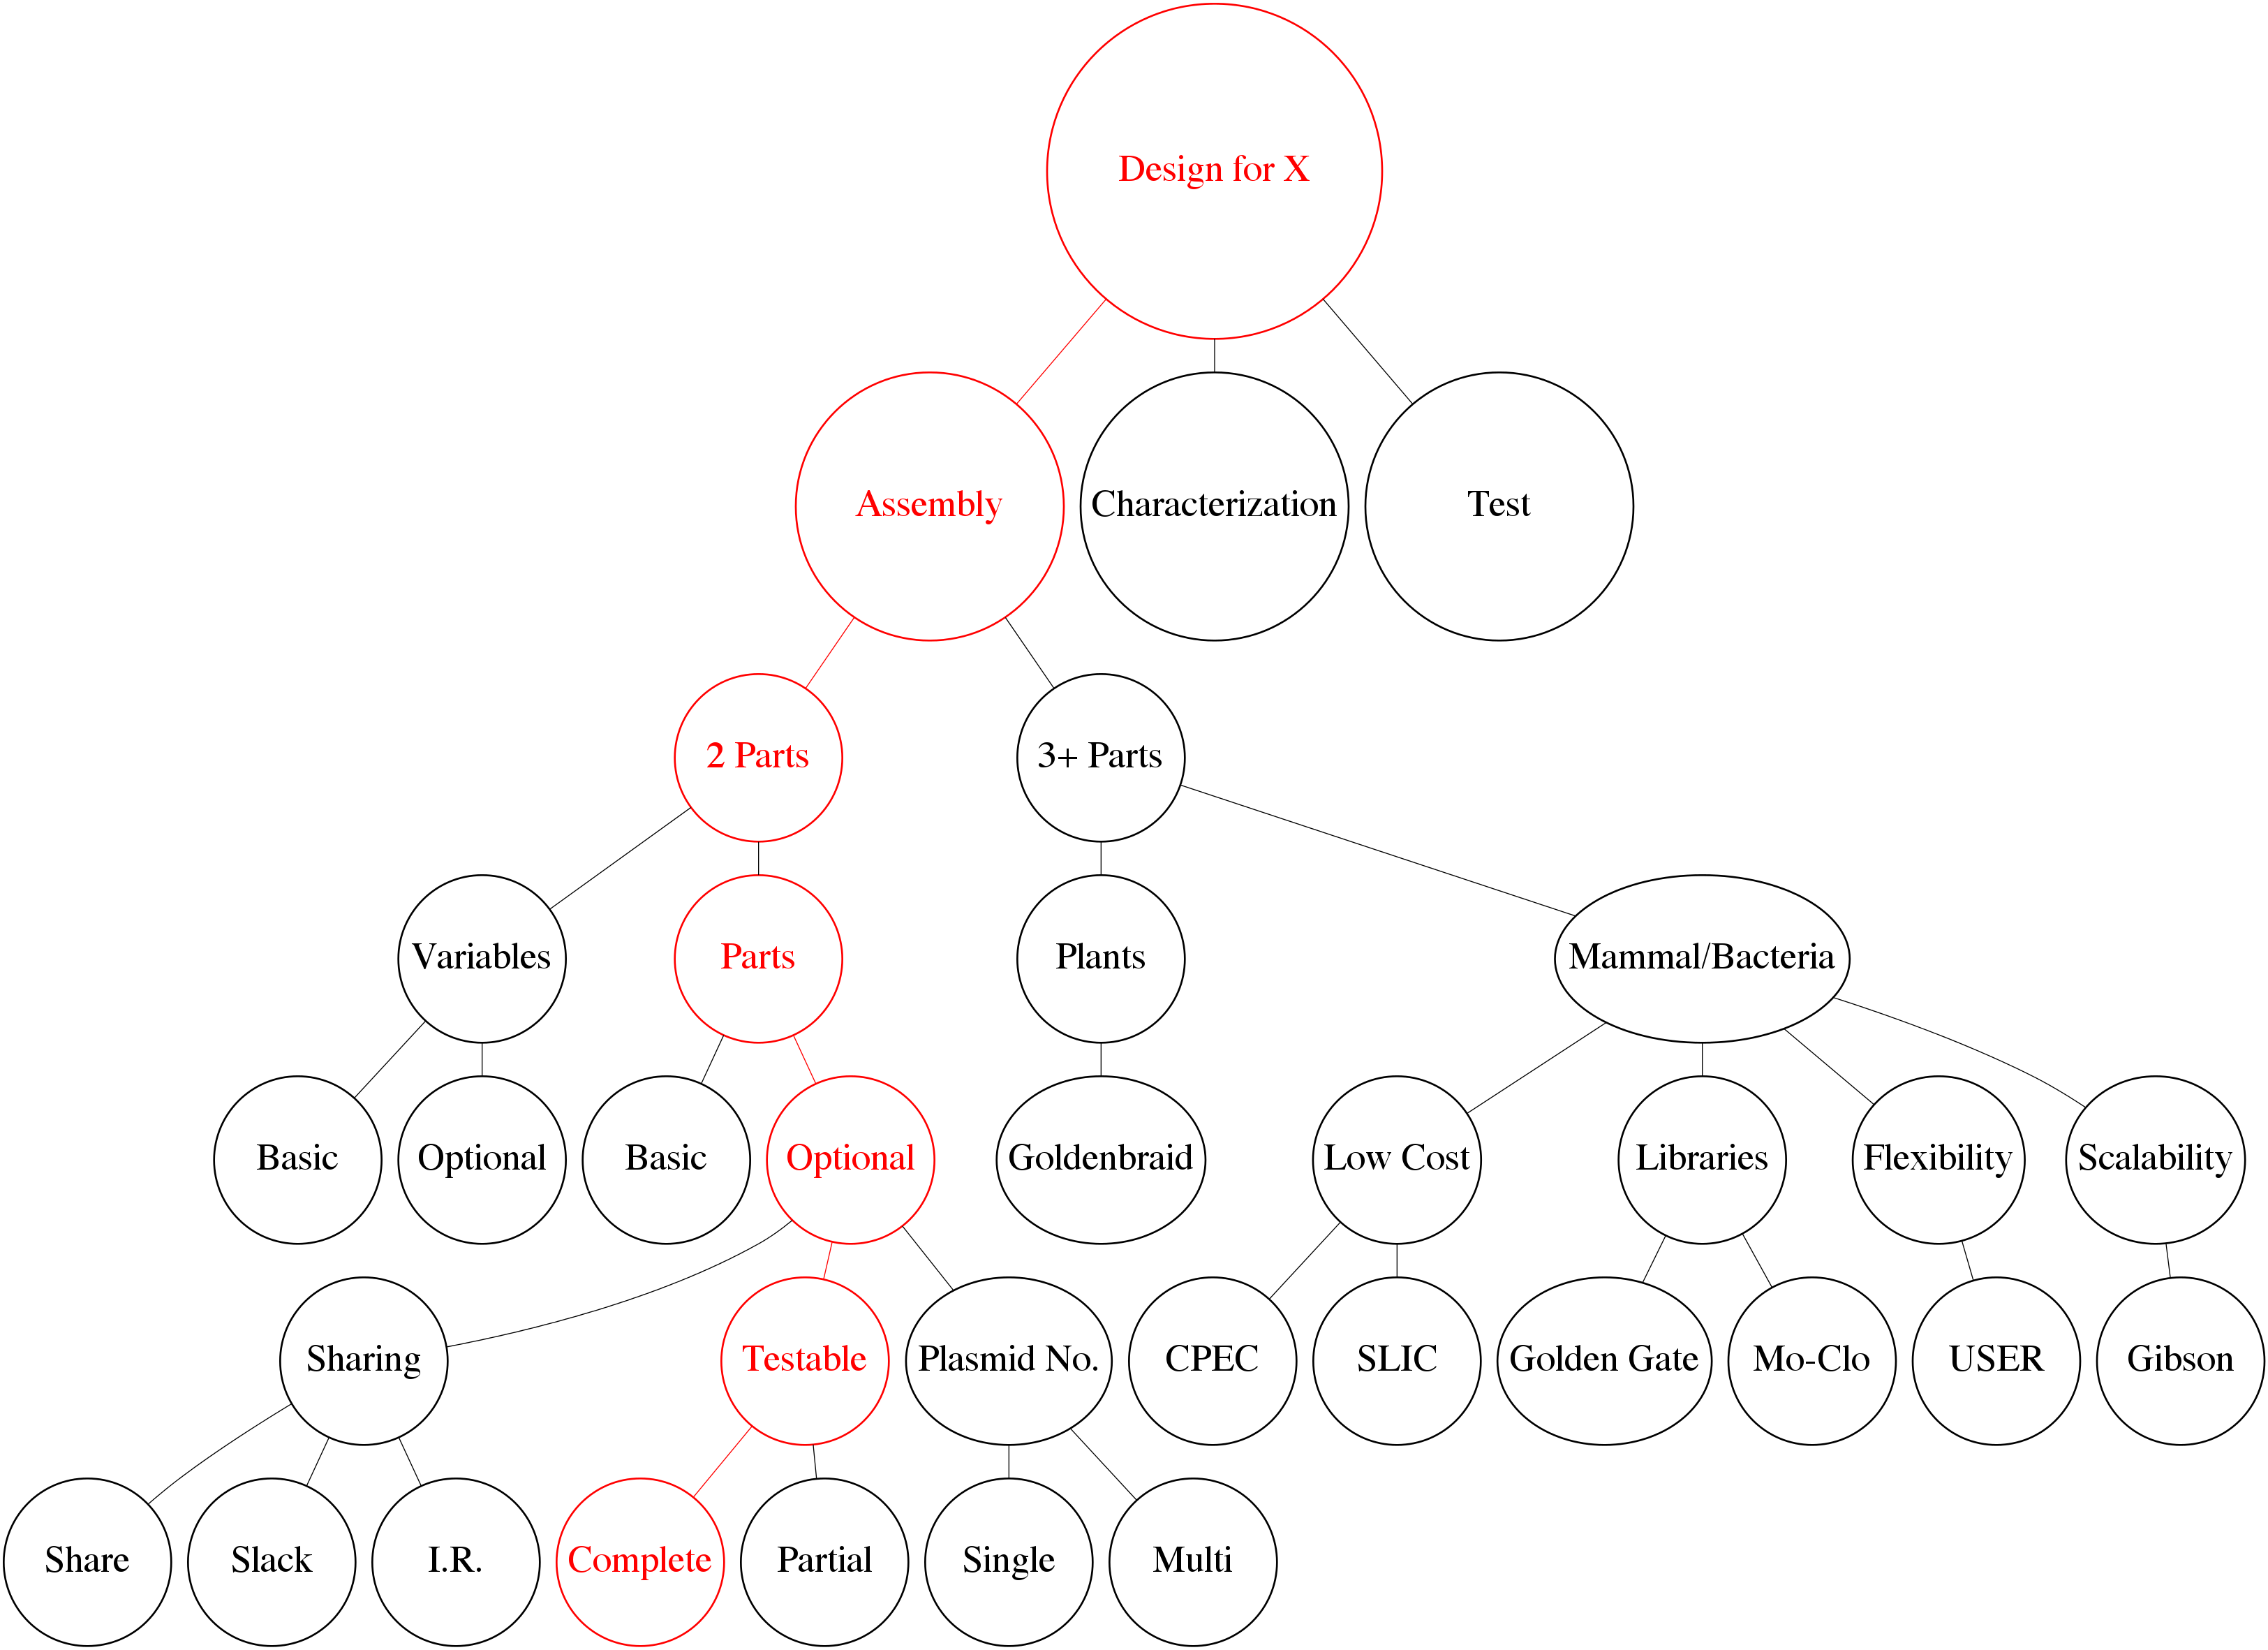 Design for X
Assembly
Characterization
Test
2 Parts
3+ Parts
Variables
Parts
Plants
Mammal/Bacteria
Basic
Optional
Basic
Optional
Goldenbraid
Low Cost
Libraries
Flexibility
Scalability
Sharing
Testable
Plasmid No.
CPEC
SLIC
Golden Gate
Mo-Clo
USER
Gibson
Share
Slack
I.R.
Complete
Partial
Single
Multi